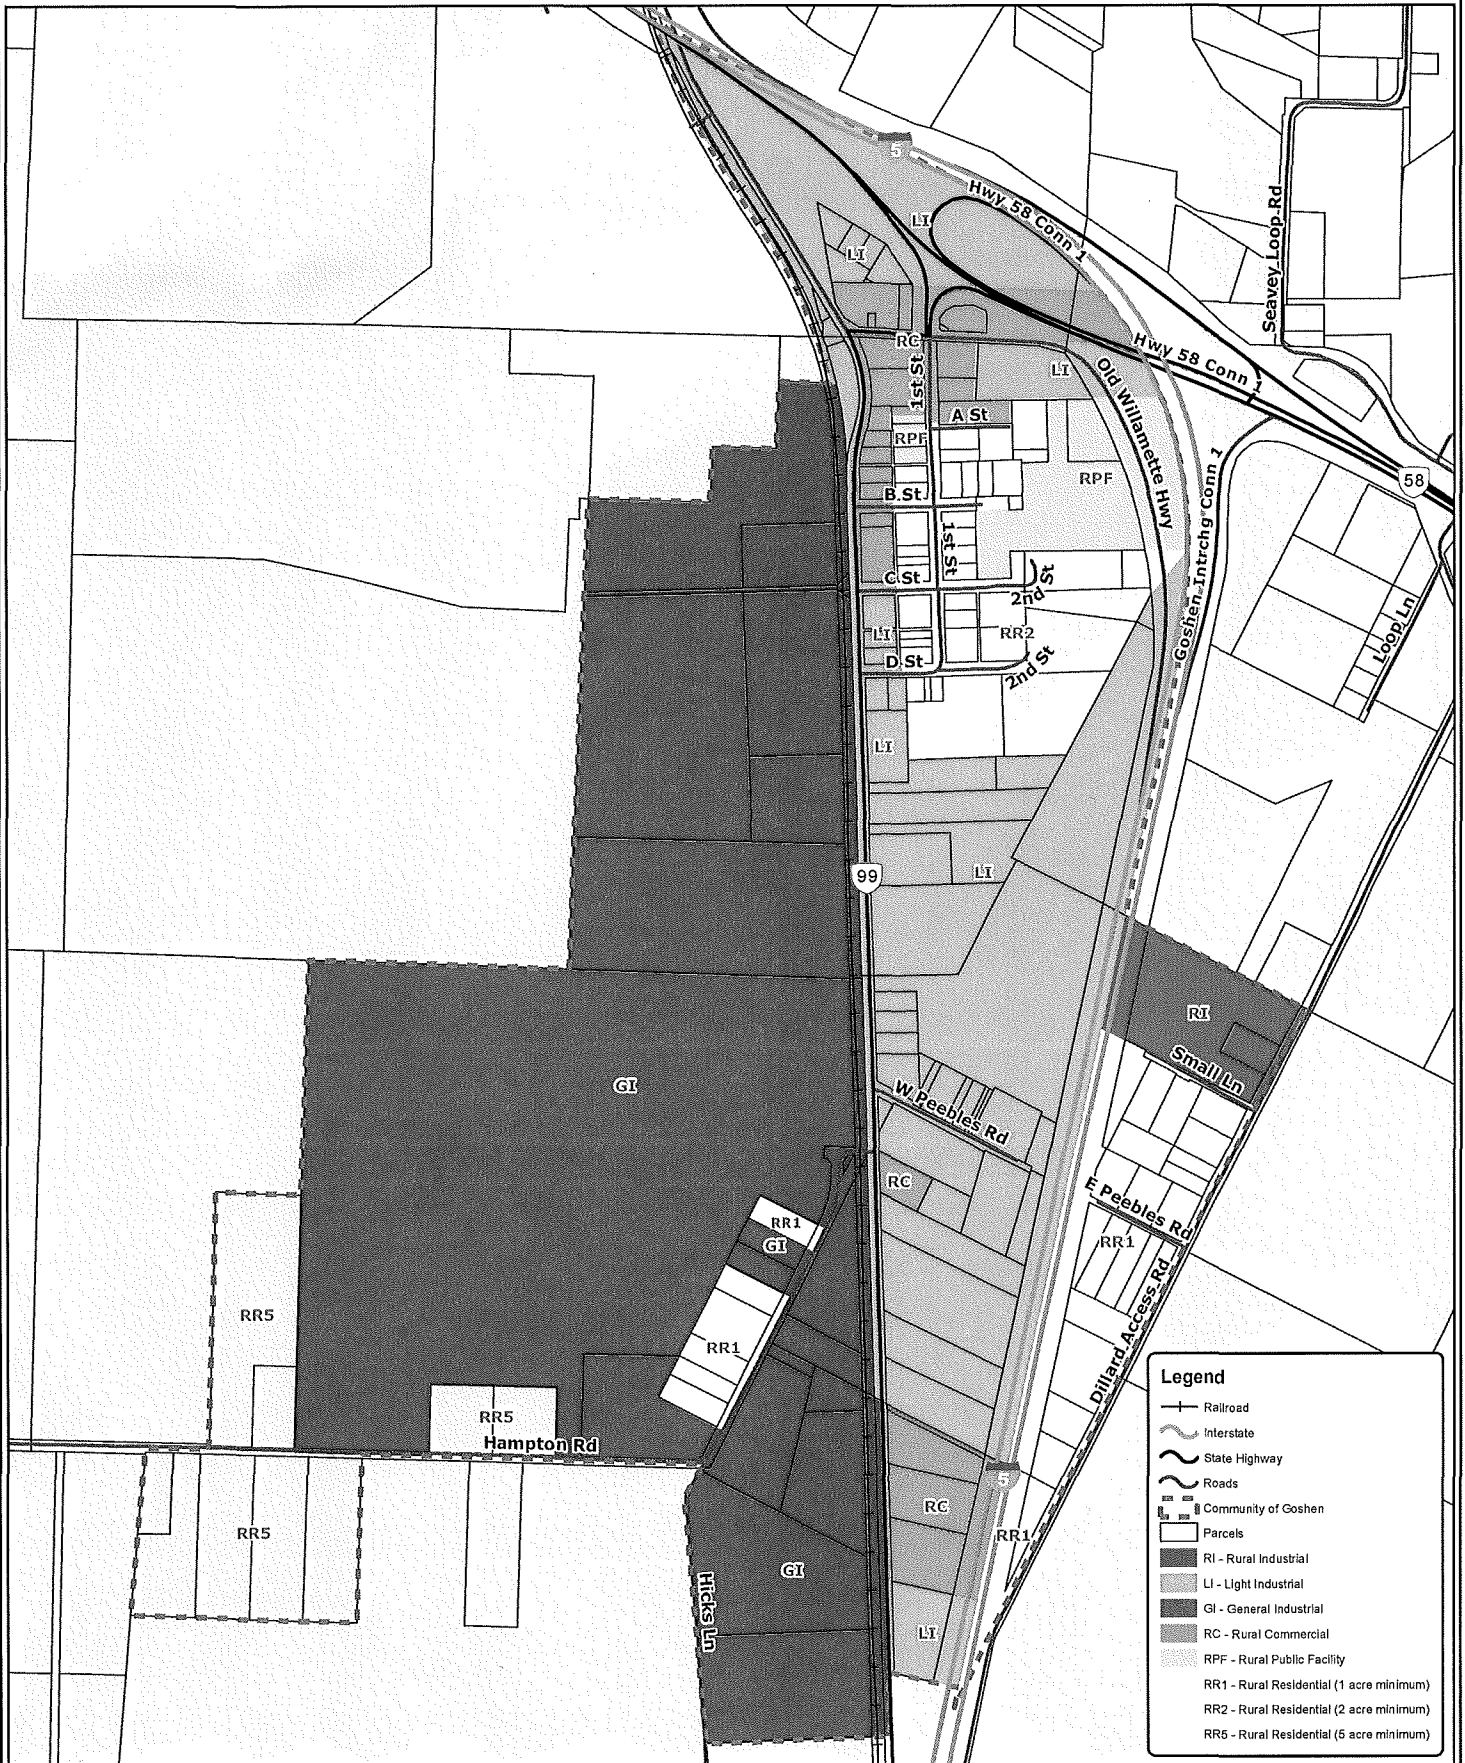 5
Hwy 58 Conn 1
LI
Seavey Loop Rd
LI
RC
1st St
LI
Hwy 58 Conn 1
Old Willamette Hwy
A St
RPF
RPF
58
B St
1st St
Goshen Intrchg Conn 1
C St
2nd St
LI
RR2
Loop Ln
D St
2nd St
LI
99
LI
RI
GI
Small Ln
W Peebles Rd
RC
E Peebles Rd
RR1
RR1
GI
RR5
RR1
Dillard Access Rd
RR5
Hampton Rd
5
RC
RR5
RR1
GI
Hicks Ln
LI
Legend
Railroad
Interstate
State Highway
Roads
Community of Goshen
Parcels
RI - Rural Industrial
LI - Light Industrial
GI - General Industrial
RC - Rural Commercial
RPF - Rural Public Facility
RR1 - Rural Residential (1 acre minimum)
RR2 - Rural Residential (2 acre minimum)
RR5 - Rural Residential (5 acre minimum)